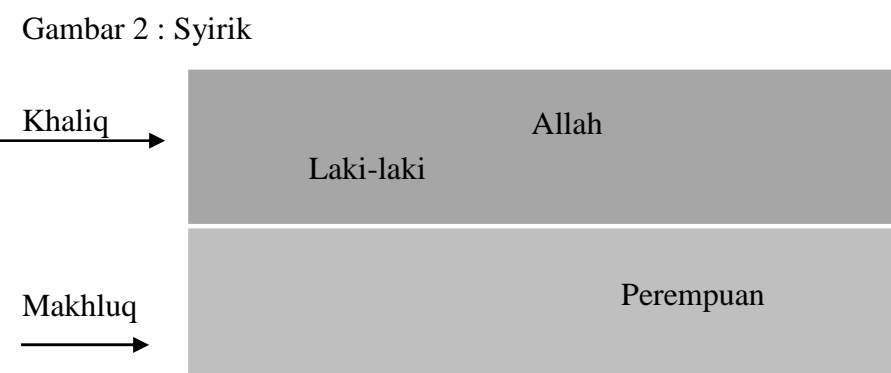 Gambar 2 : Syirik
Khaliq
Allah
Laki-laki
Makhluq
Perempuan